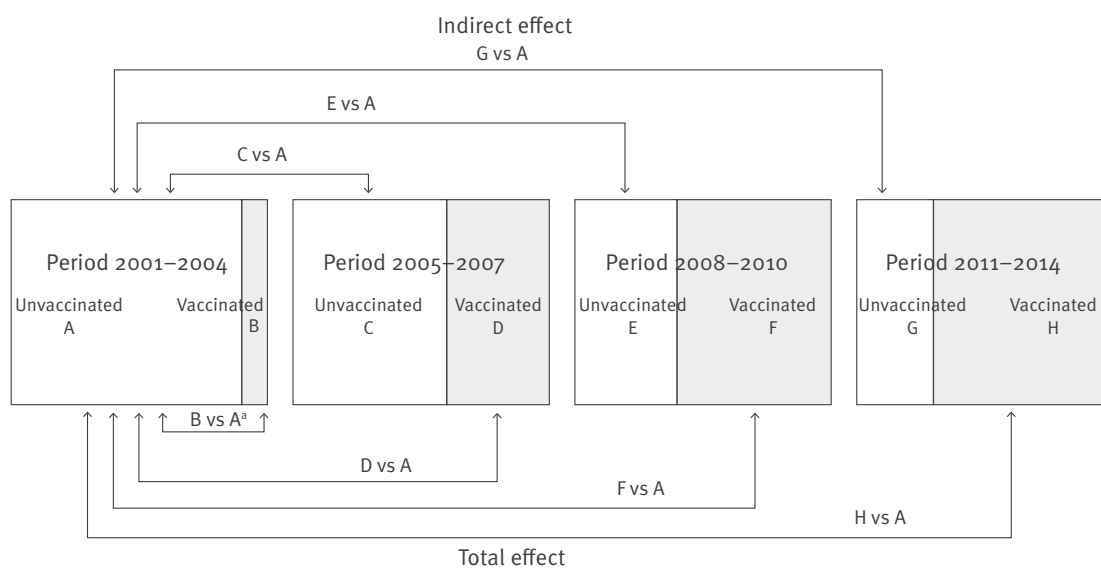 Indirect effect
G vs A
E vs A
C vs A
Period 2001–2004
Period 2005–2007
Period 2008–2010
Period 2011–2014
Unvaccinated
A
Vaccinated
B
Unvaccinated
C
Vaccinated
D
Unvaccinated
E
Vaccinated
F
Unvaccinated
G
Vaccinated
H
B vs Aᵃ
D vs A
F vs A
H vs A
Total effect